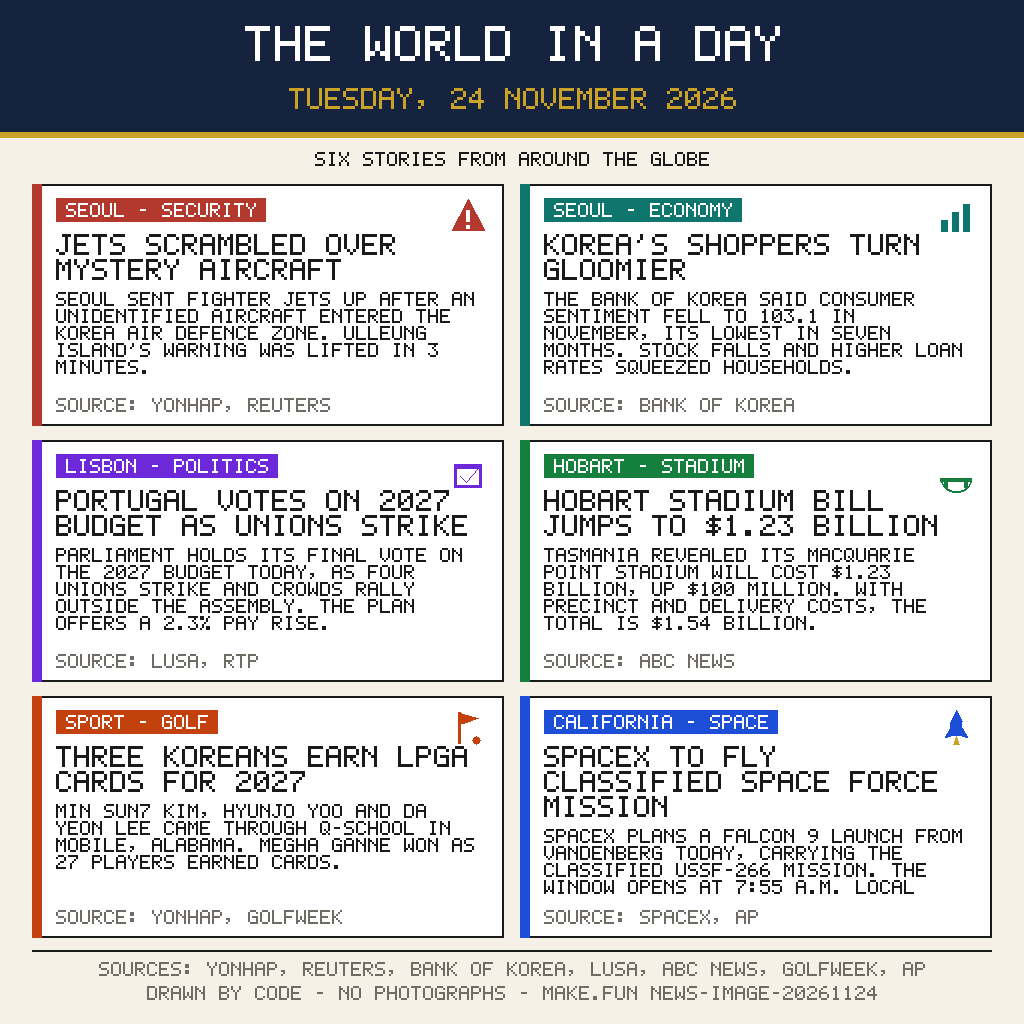 THE WORLD IN A DAY
TUESDAY, 24 NOVEMBER 2026
SIX STORIES FROM AROUND THE GLOBE
SEOUL - SECURITY
JETS SCRAMBLED OVER
MYSTERY AIRCRAFT
SEOUL SENT FIGHTER JETS UP AFTER AN
UNIDENTIFIED AIRCRAFT ENTERED THE
KOREA AIR DEFENCE ZONE. ULLEUNG
ISLAND'S WARNING WAS LIFTED IN 3
MINUTES.
SOURCE: YONHAP, REUTERS
SEOUL - ECONOMY
KOREA'S SHOPPERS TURN
GLOOMIER
THE BANK OF KOREA SAID CONSUMER
SENTIMENT FELL TO 103.1 IN
NOVEMBER, ITS LOWEST IN SEVEN
MONTHS. STOCK FALLS AND HIGHER LOAN
RATES SQUEEZED HOUSEHOLDS.
SOURCE: BANK OF KOREA
LISBON - POLITICS
PORTUGAL VOTES ON 2027
BUDGET AS UNIONS STRIKE
PARLIAMENT HOLDS ITS FINAL VOTE ON
THE 2027 BUDGET TODAY, AS FOUR
UNIONS STRIKE AND CROWDS RALLY
OUTSIDE THE ASSEMBLY. THE PLAN
OFFERS A 2.3% PAY RISE.
SOURCE: LUSA, RTP
HOBART - STADIUM
HOBART STADIUM BILL
JUMPS TO $1.23 BILLION
TASMANIA REVEALED ITS MACQUARIE
POINT STADIUM WILL COST $1.23
BILLION, UP $100 MILLION. WITH
PRECINCT AND DELIVERY COSTS, THE
TOTAL IS $1.54 BILLION.
SOURCE: ABC NEWS
SPORT - GOLF
THREE KOREANS EARN LPGA
CARDS FOR 2027
MIN SUN7 KIM, HYUNJO YOO AND DA
YEON LEE CAME THROUGH Q-SCHOOL IN
MOBILE, ALABAMA. MEGHA GANNE WON AS
27 PLAYERS EARNED CARDS.
SOURCE: YONHAP, GOLFWEEK
CALIFORNIA - SPACE
SPACEX TO FLY
CLASSIFIED SPACE FORCE
MISSION
SPACEX PLANS A FALCON 9 LAUNCH FROM
VANDENBERG TODAY, CARRYING THE
CLASSIFIED USSF-266 MISSION. THE
WINDOW OPENS AT 7:55 A.M. LOCAL
SOURCE: SPACEX, AP
SOURCES: YONHAP, REUTERS, BANK OF KOREA, LUSA, ABC NEWS, GOLFWEEK, AP
DRAWN BY CODE - NO PHOTOGRAPHS - MAKE.FUN NEWS-IMAGE-20261124